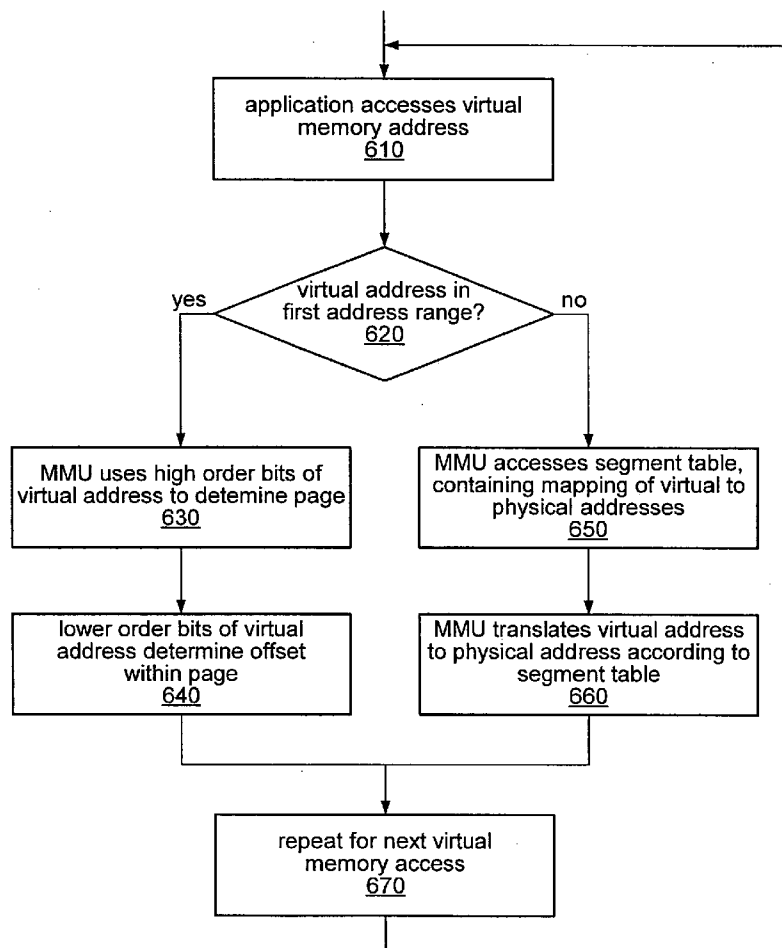 application accesses virtual
memory address
610
virtual address in
first address range?
620
yes
no
MMU uses high order bits of
virtual address to detemine page
630
MMU accesses segment table,
containing mapping of virtual to
physical addresses
650
lower order bits of virtual
address determine offset
within page
640
MMU translates virtual address
to physical address according to
segment table
660
repeat for next virtual
memory access
670